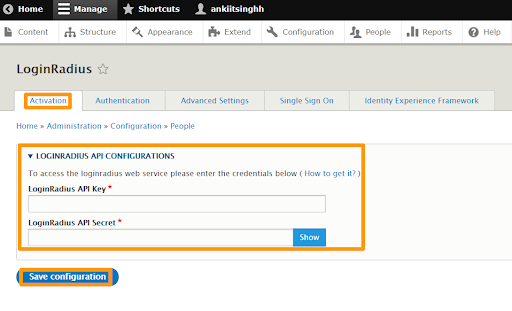 Home Manage Shortcuts ankiitsinghh
Content Structure Appearance Extend Configuration People Reports Help
LoginRadius
Activation Authentication Advanced Settings Single Sign On Identity Experience Framework
Home » Administration » Configuration » People
▼ LOGINRADIUS API CONFIGURATIONS
To access the loginradius web service please enter the credentials below ( How to get it? )
LoginRadius API Key *
LoginRadius API Secret *
Show
Save configuration